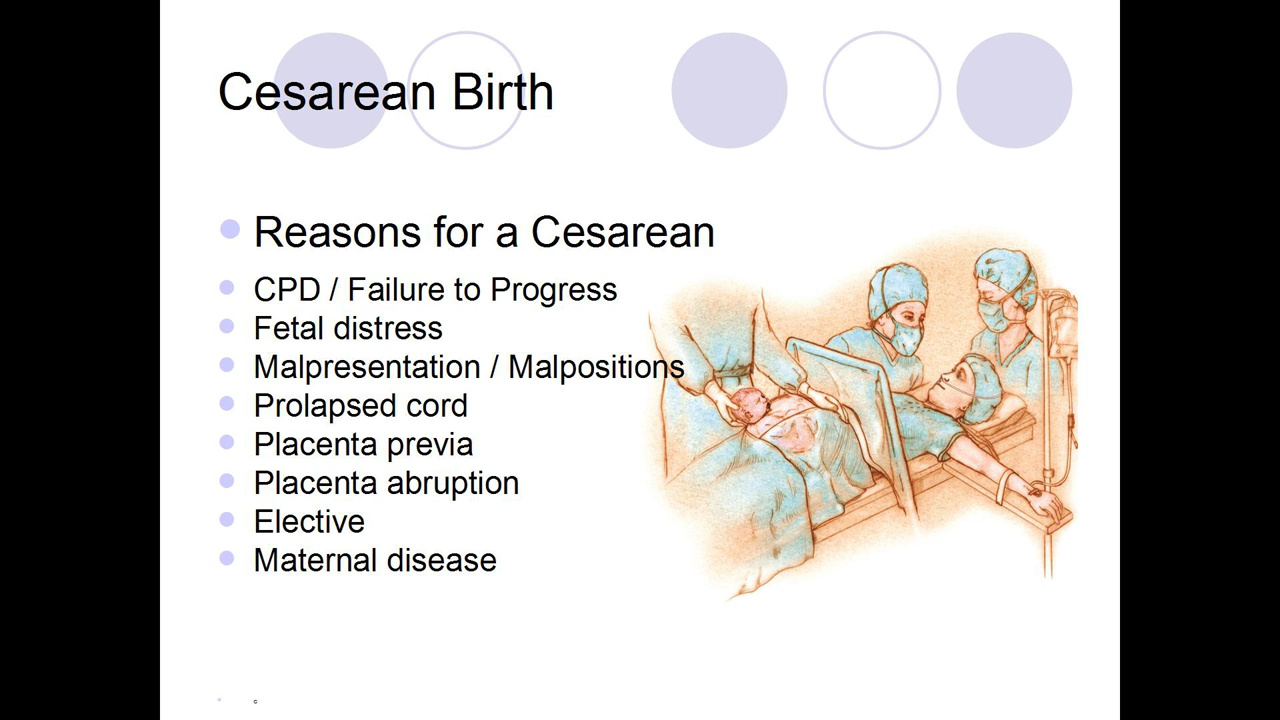 Cesarean Birth
Reasons for a Cesarean
CPD / Failure to Progress
Fetal distress
Malpresentation / Malpositions
Prolapsed cord
Placenta previa
Placenta abruption
Elective
Maternal disease